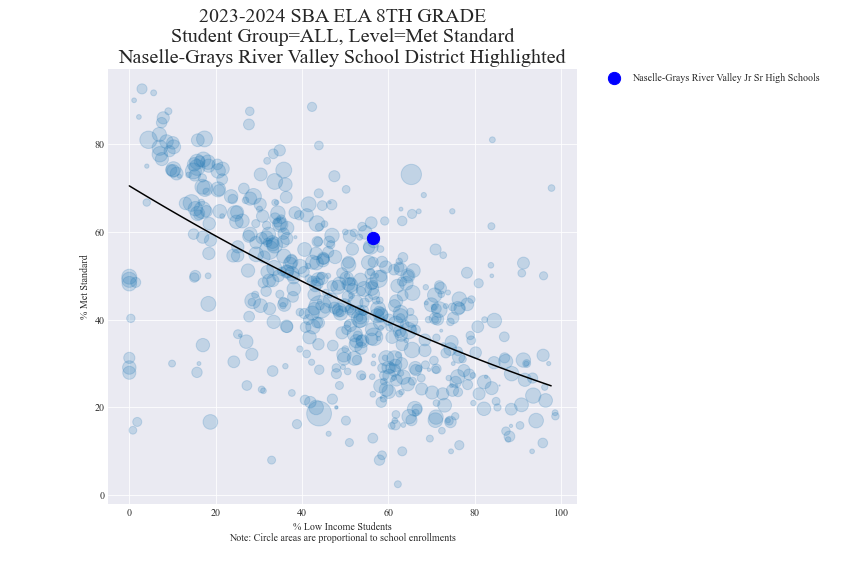 2023-2024 SBA ELA 8TH GRADE
Student Group=ALL, Level=Met Standard
Naselle-Grays River Valley School District Highlighted
Naselle-Grays River Valley Jr Sr High Schools
80
60
40
20
0
% Met Standard
0 20 40 60 80 100
% Low Income Students
Note: Circle areas are proportional to school enrollments